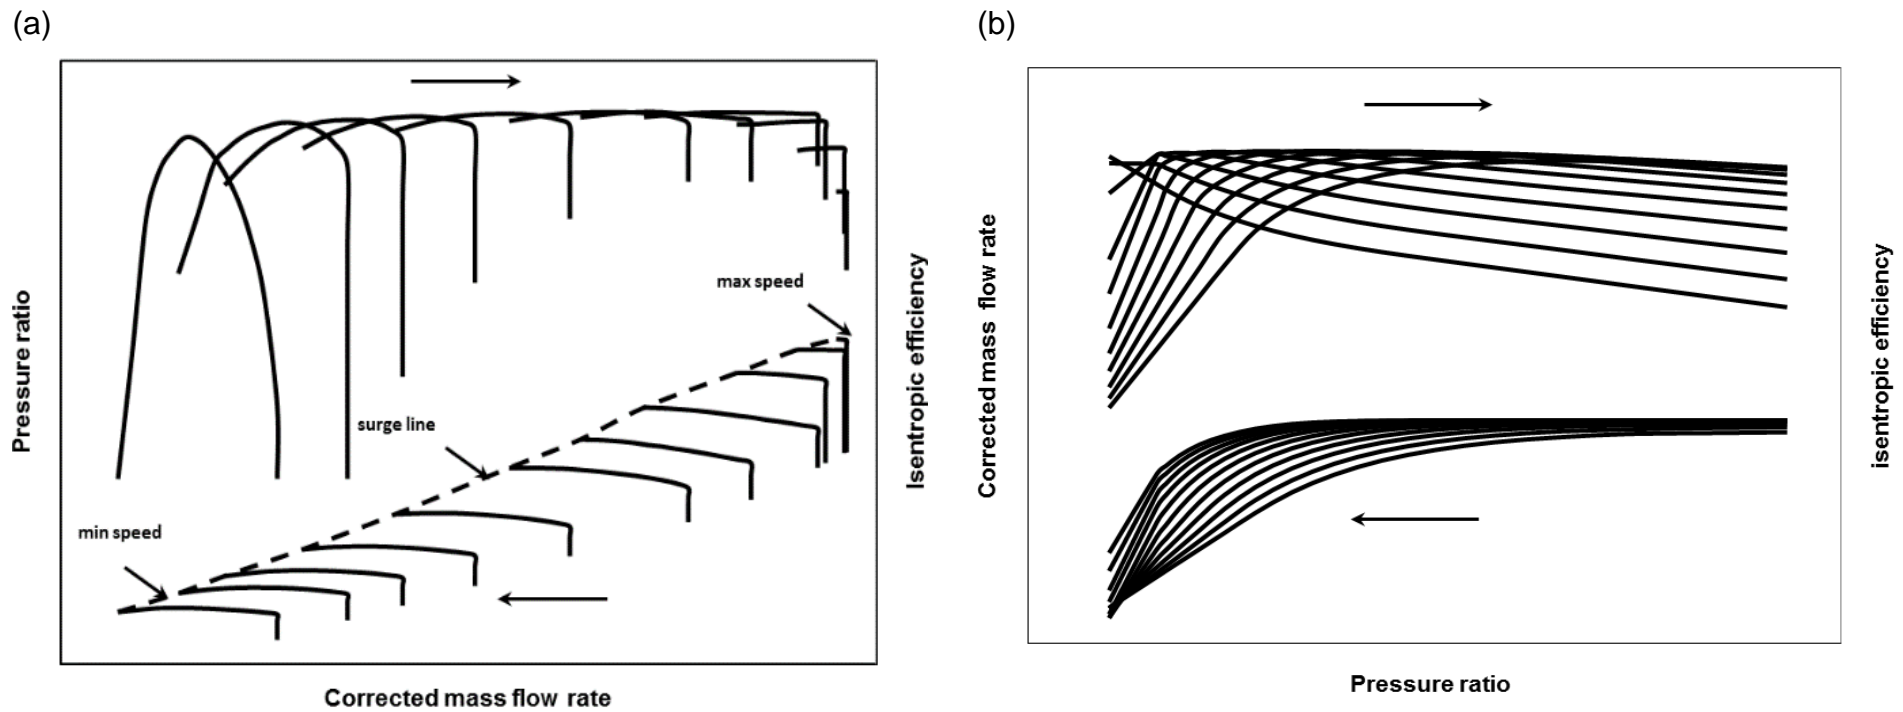 (a)
Pressure ratio
max speed
surge line
min speed
Isentropic efficiency
Corrected mass flow rate
(b)
Corrected mass flow rate
isentropic efficiency
Pressure ratio